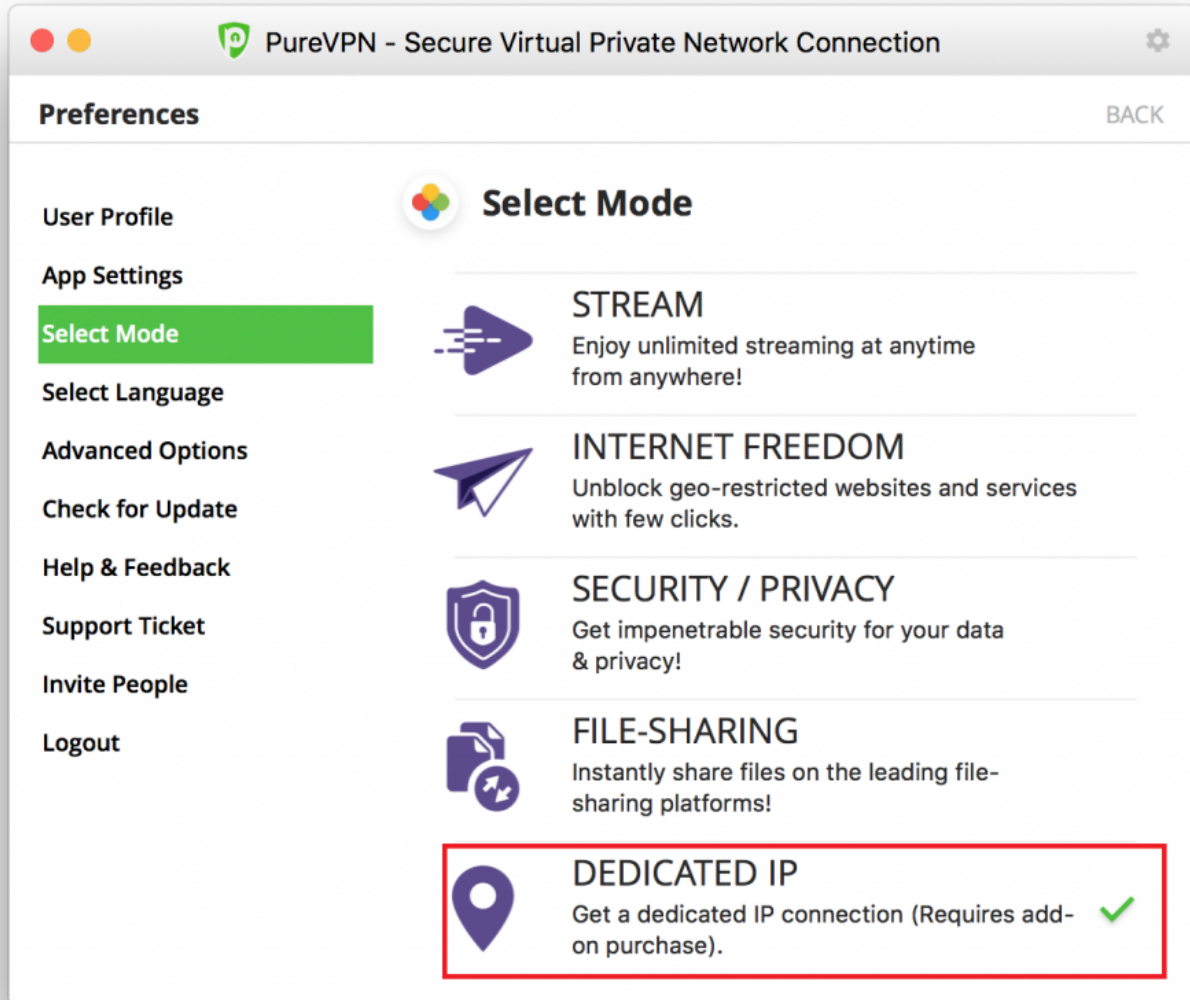 PureVPN - Secure Virtual Private Network Connection
Preferences
BACK
User Profile
App Settings
Select Mode
Select Language
Advanced Options
Check for Update
Help & Feedback
Support Ticket
Invite People
Logout
Select Mode
STREAM
Enjoy unlimited streaming at anytime
from anywhere!
INTERNET FREEDOM
Unblock geo-restricted websites and services
with few clicks.
SECURITY / PRIVACY
Get impenetrable security for your data
& privacy!
FILE-SHARING
Instantly share files on the leading file-
sharing platforms!
DEDICATED IP
Get a dedicated IP connection (Requires add-
on purchase).